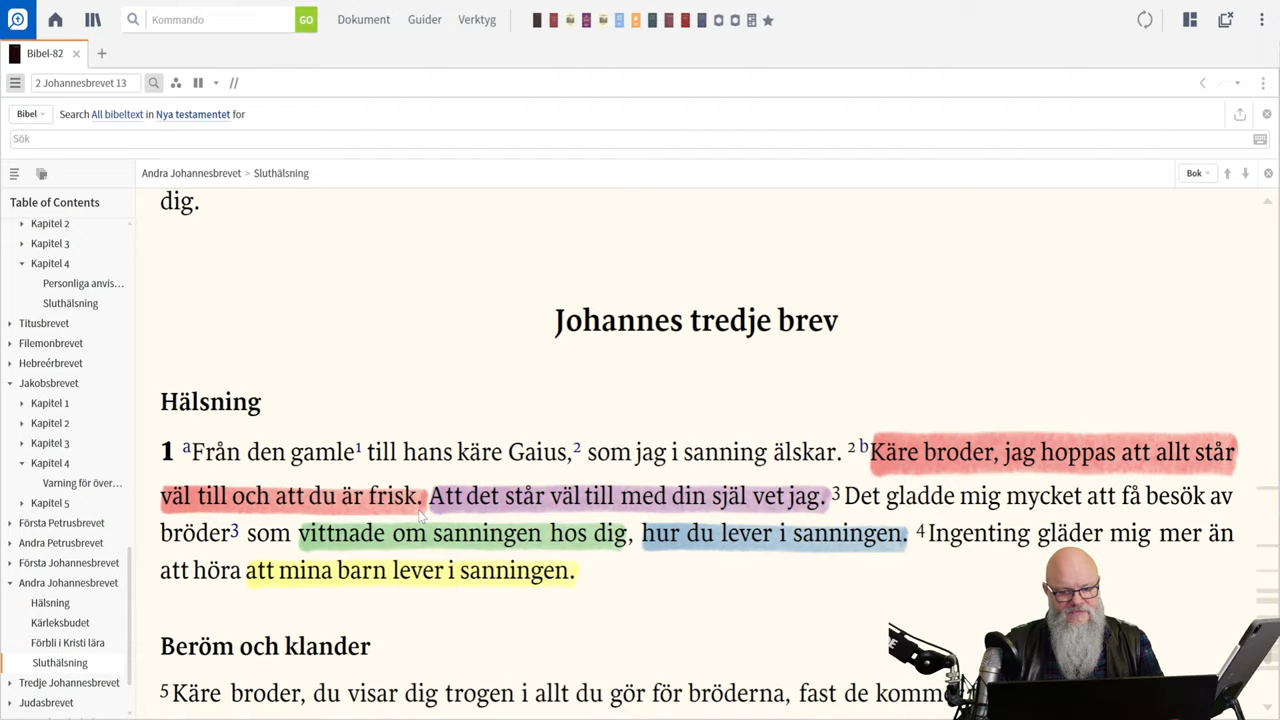 Kommando
GO
Dokument
Guider
Verktyg
Bibel-82
2 Johannesbrevet 13
//
Bibel
Search All bibeltext in Nya testamentet for
Sök
Andra Johannesbrevet > Sluthälsning
Bok
Table of Contents
Kapitel 2
Kapitel 3
Kapitel 4
Personliga anvis...
Sluthälsning
Titusbrevet
Filemonbrevet
Hebreérbrevet
Jakobsbrevet
Kapitel 1
Kapitel 2
Kapitel 3
Kapitel 4
Varning för över...
Kapitel 5
Första Petrusbrevet
Andra Petrusbrevet
Första Johannesbrevet
Andra Johannesbrevet
Hälsning
Kärleksbudet
Förbli i Kristi lära
Sluthälsning
Tredje Johannesbrevet
Judasbrevet
dig.
Johannes tredje brev
Hälsning
1 aFrån den gamle1 till hans käre Gaius,2 som jag i sanning älskar. 2 bKäre broder, jag hoppas att allt står
väl till och att du är frisk. Att det står väl till med din själ vet jag. 3 Det gladde mig mycket att få besök av
bröder3 som vittnade om sanningen hos dig, hur du lever i sanningen. 4 Ingenting gläder mig mer än
att höra att mina barn lever i sanningen.
Beröm och klander
5 Käre broder, du visar dig trogen i allt du gör för bröderna, fast de